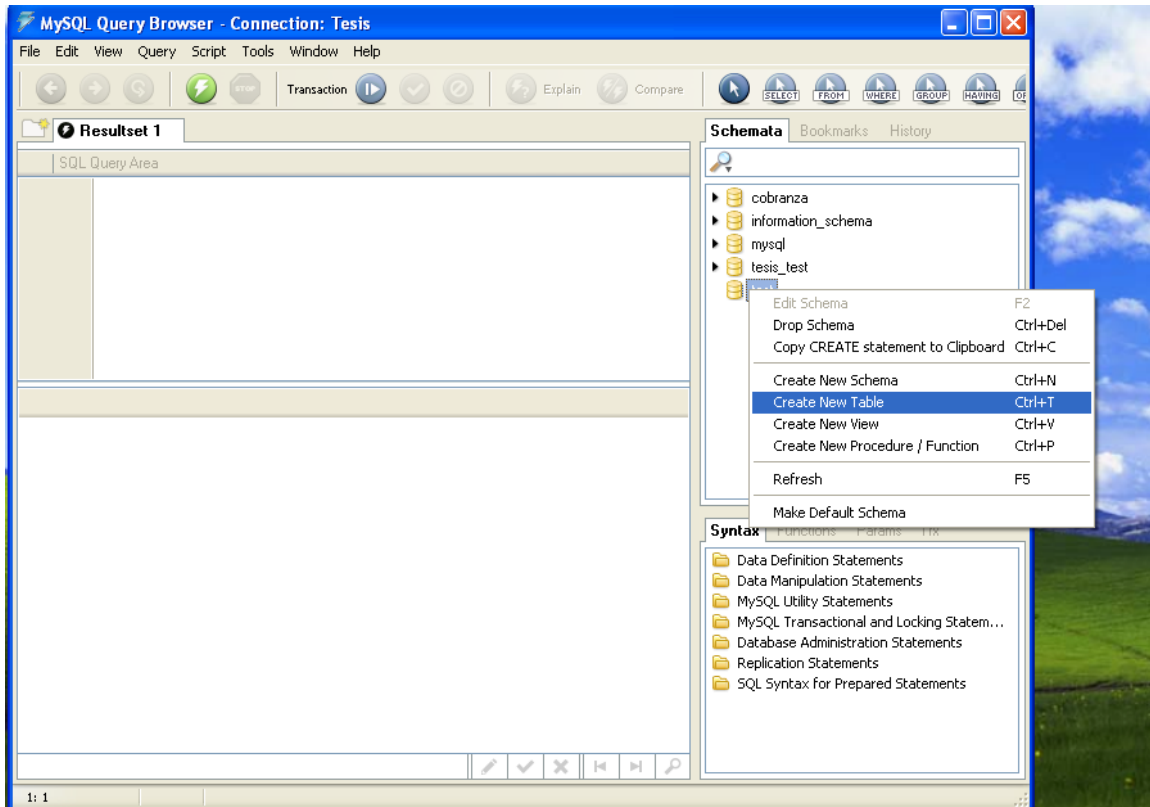 MySQL Query Browser - Connection: Tesis
File Edit View Query Script Tools Window Help
STOP Transaction Explain Compare SELECT FROM WHERE GROUP HAVING
Resultset 1
SQL Query Area
Schemata Bookmarks History
cobranza
information_schema
mysql
tesis_test
Edit Schema F2
Drop Schema Ctrl+Del
Copy CREATE statement to Clipboard Ctrl+C
Create New Schema Ctrl+N
Create New Table Ctrl+T
Create New View Ctrl+V
Create New Procedure / Function Ctrl+P
Refresh F5
Make Default Schema
Syntax Functions Params Trx
Data Definition Statements
Data Manipulation Statements
MySQL Utility Statements
MySQL Transactional and Locking Statem...
Database Administration Statements
Replication Statements
SQL Syntax for Prepared Statements
1: 1